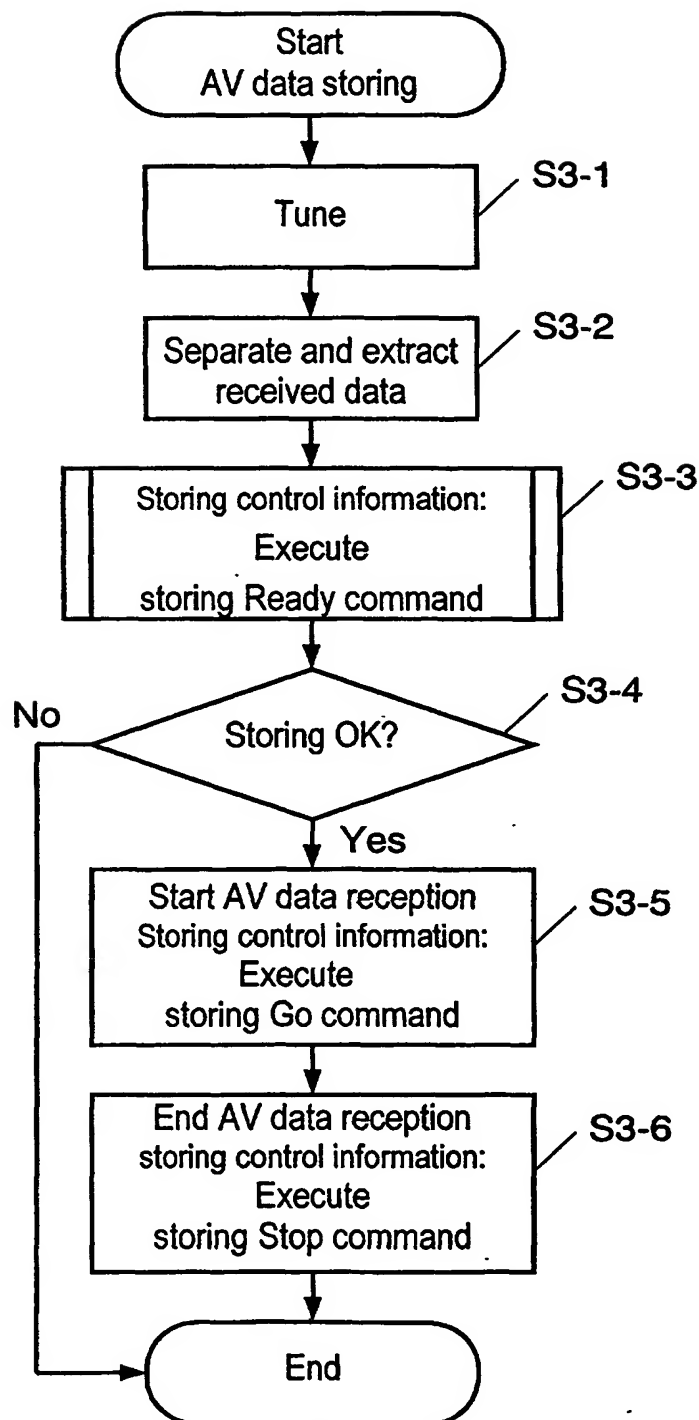 Start
AV data storing
S3-1
Tune
S3-2
Separate and extract
received data
S3-3
Storing control information:
Execute
storing Ready command
S3-4
No
Storing OK?
Yes
Start AV data reception
S3-5
Storing control information:
Execute
storing Go command
End AV data reception
S3-6
storing control information:
Execute
storing Stop command
End